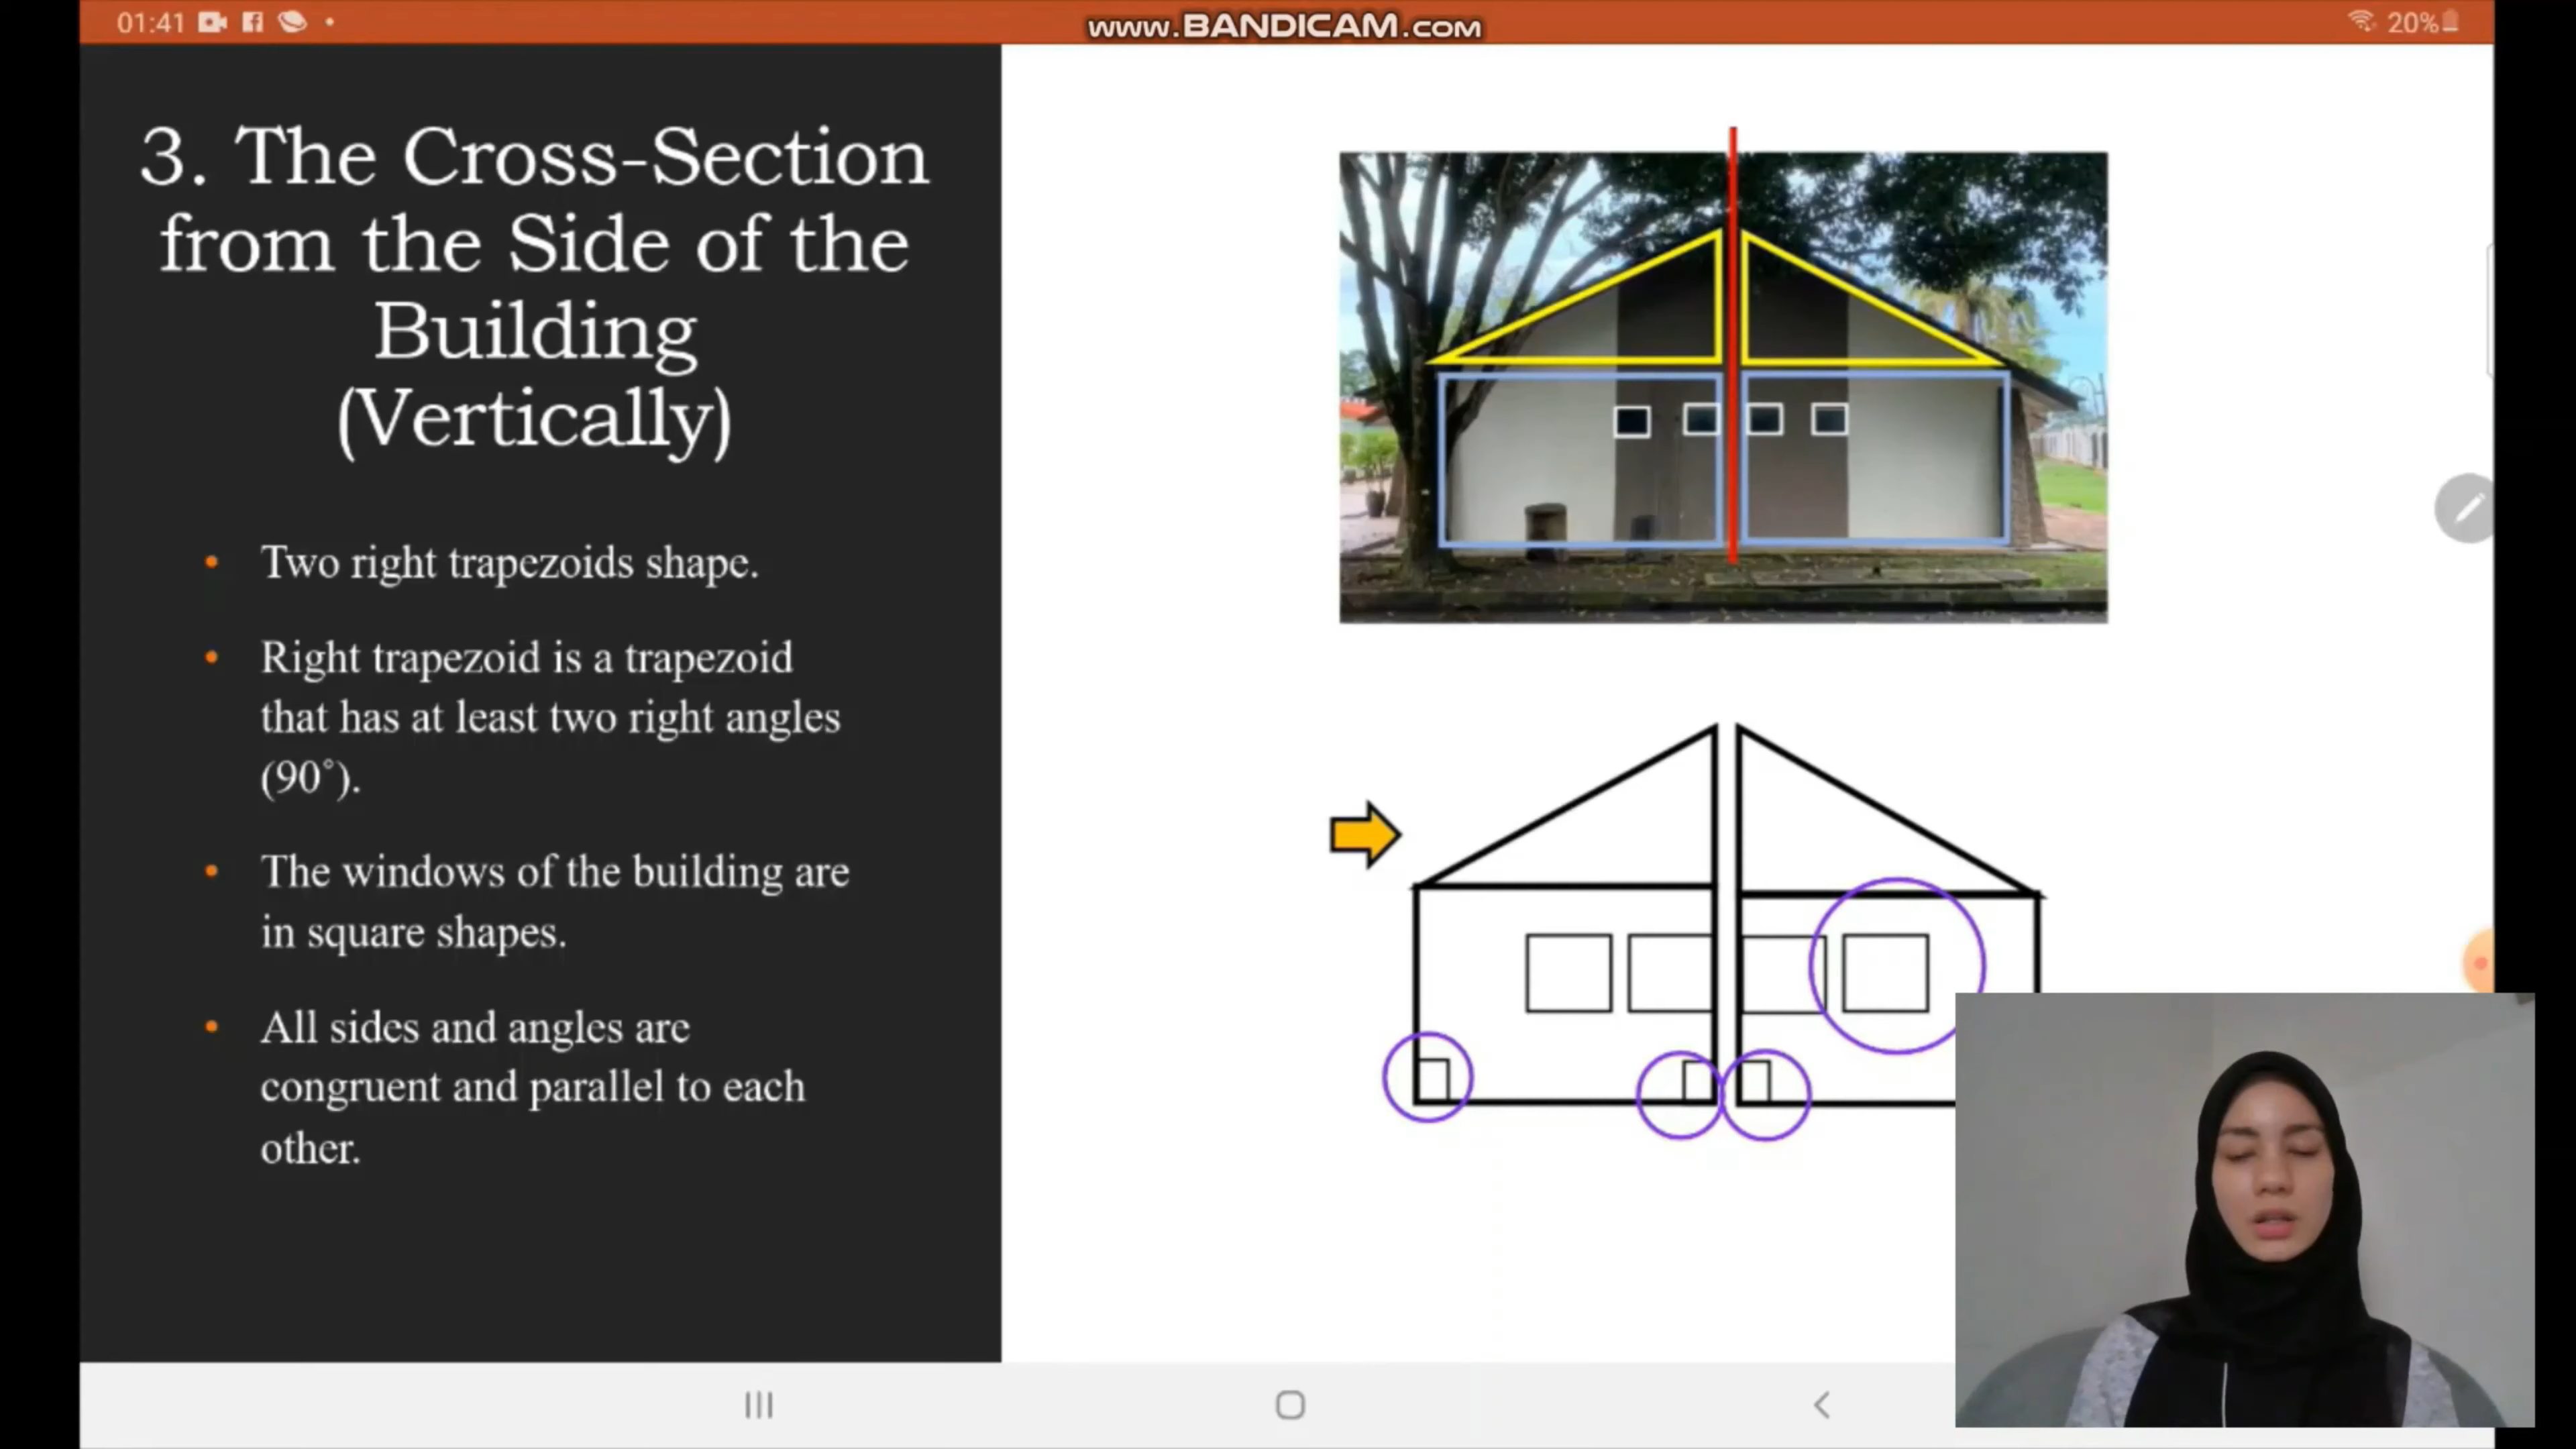 01:41
www.BANDICAM.com
20%
3. The Cross-Section
from the Side of the
Building
(Vertically)
• Two right trapezoids shape.
• Right trapezoid is a trapezoid
that has at least two right angles
(90˚).
• The windows of the building are
in square shapes.
• All sides and angles are
congruent and parallel to each
other.